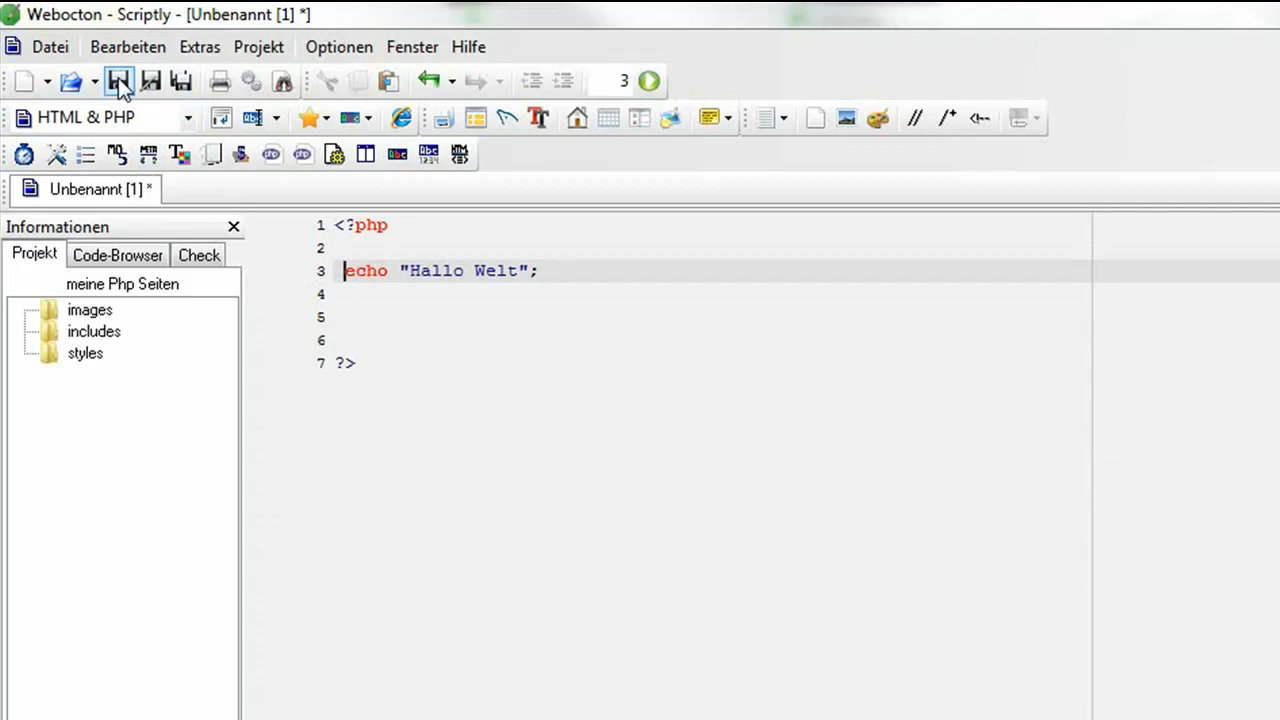 Webocton - Scriptly - [Unbenannt [1] *]
Datei Bearbeiten Extras Projekt Optionen Fenster Hilfe
3
HTML & PHP
Unbenannt [1] *
Informationen
Projekt Code-Browser Check
meine Php Seiten
images
includes
styles
1 <?php
2
3 echo "Hallo Welt";
4
5
6
7 ?>